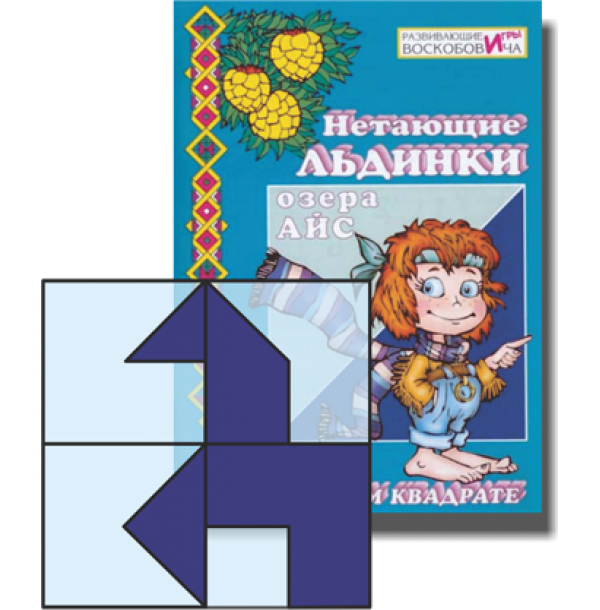 РАЗВИВАЮЩИЕ ИГРЫ
ВОСКОБОВИЧА
Нетающие
ЛЬДИНКИ
озера
АЙС
И КВАДРАТЕ